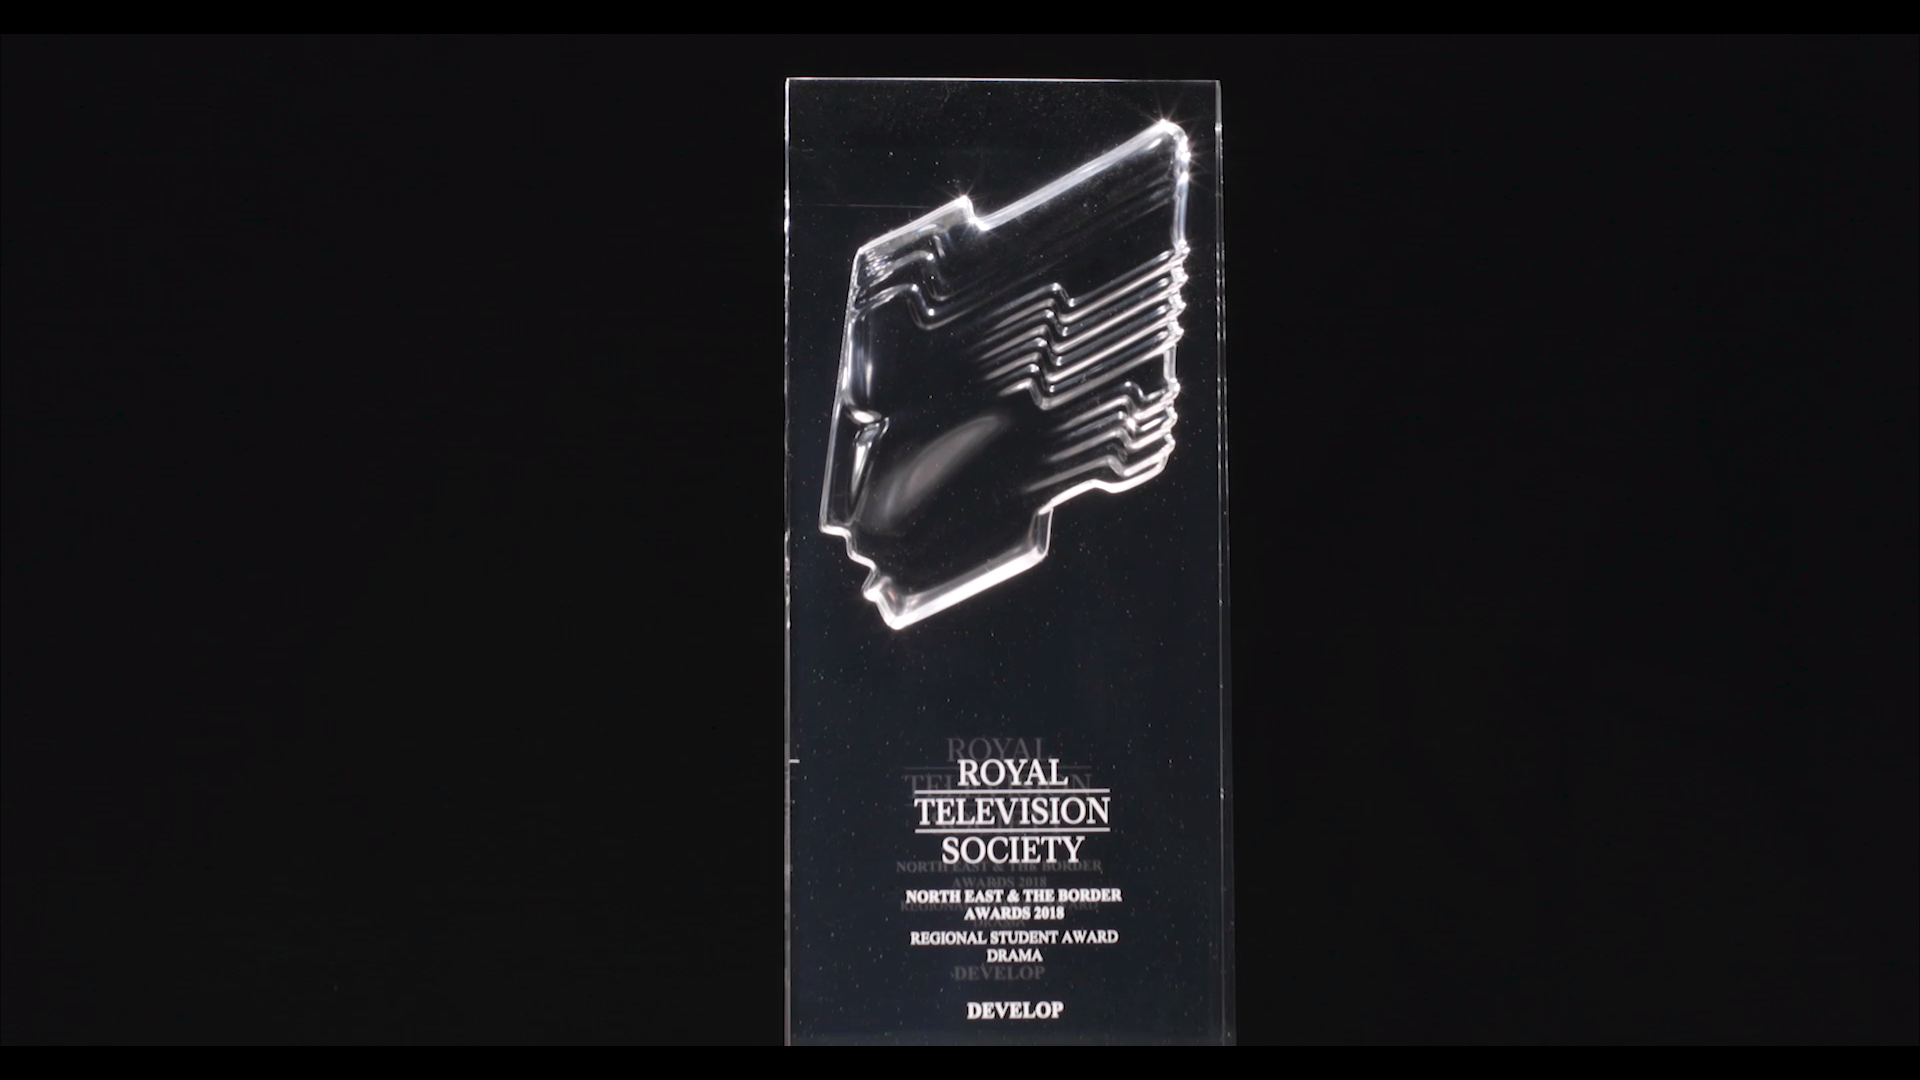 ROYAL
TELEVISION
SOCIETY
NORTH EAST & THE BORDER
AWARDS 2018
REGIONAL STUDENT AWARD
DRAMA
DEVELOP